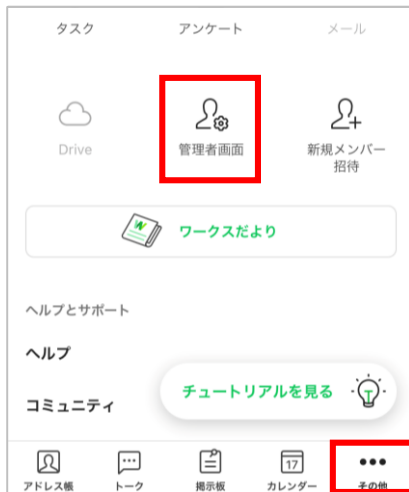 タスク アンケート メール
Drive 管理者画面 新規メンバー
招待
ワークスだより
ヘルプとサポート
ヘルプ
チュートリアルを見る
コミュニティ
17
アドレス帳 トーク 掲示板 カレンダー その他